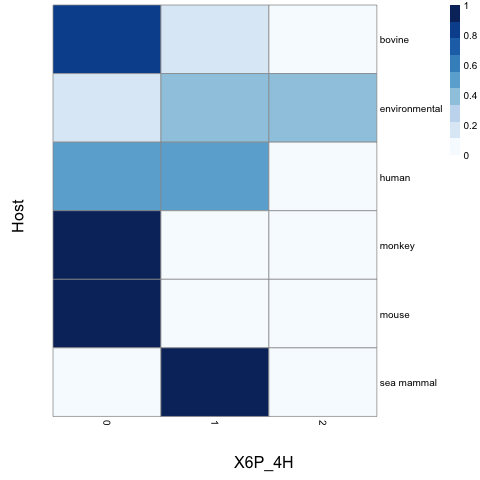 1
bovine
0.8
0.6
environmental
0.4
0.2
0
human
Host
monkey
mouse
sea mammal
0
1
2
X6P_4H